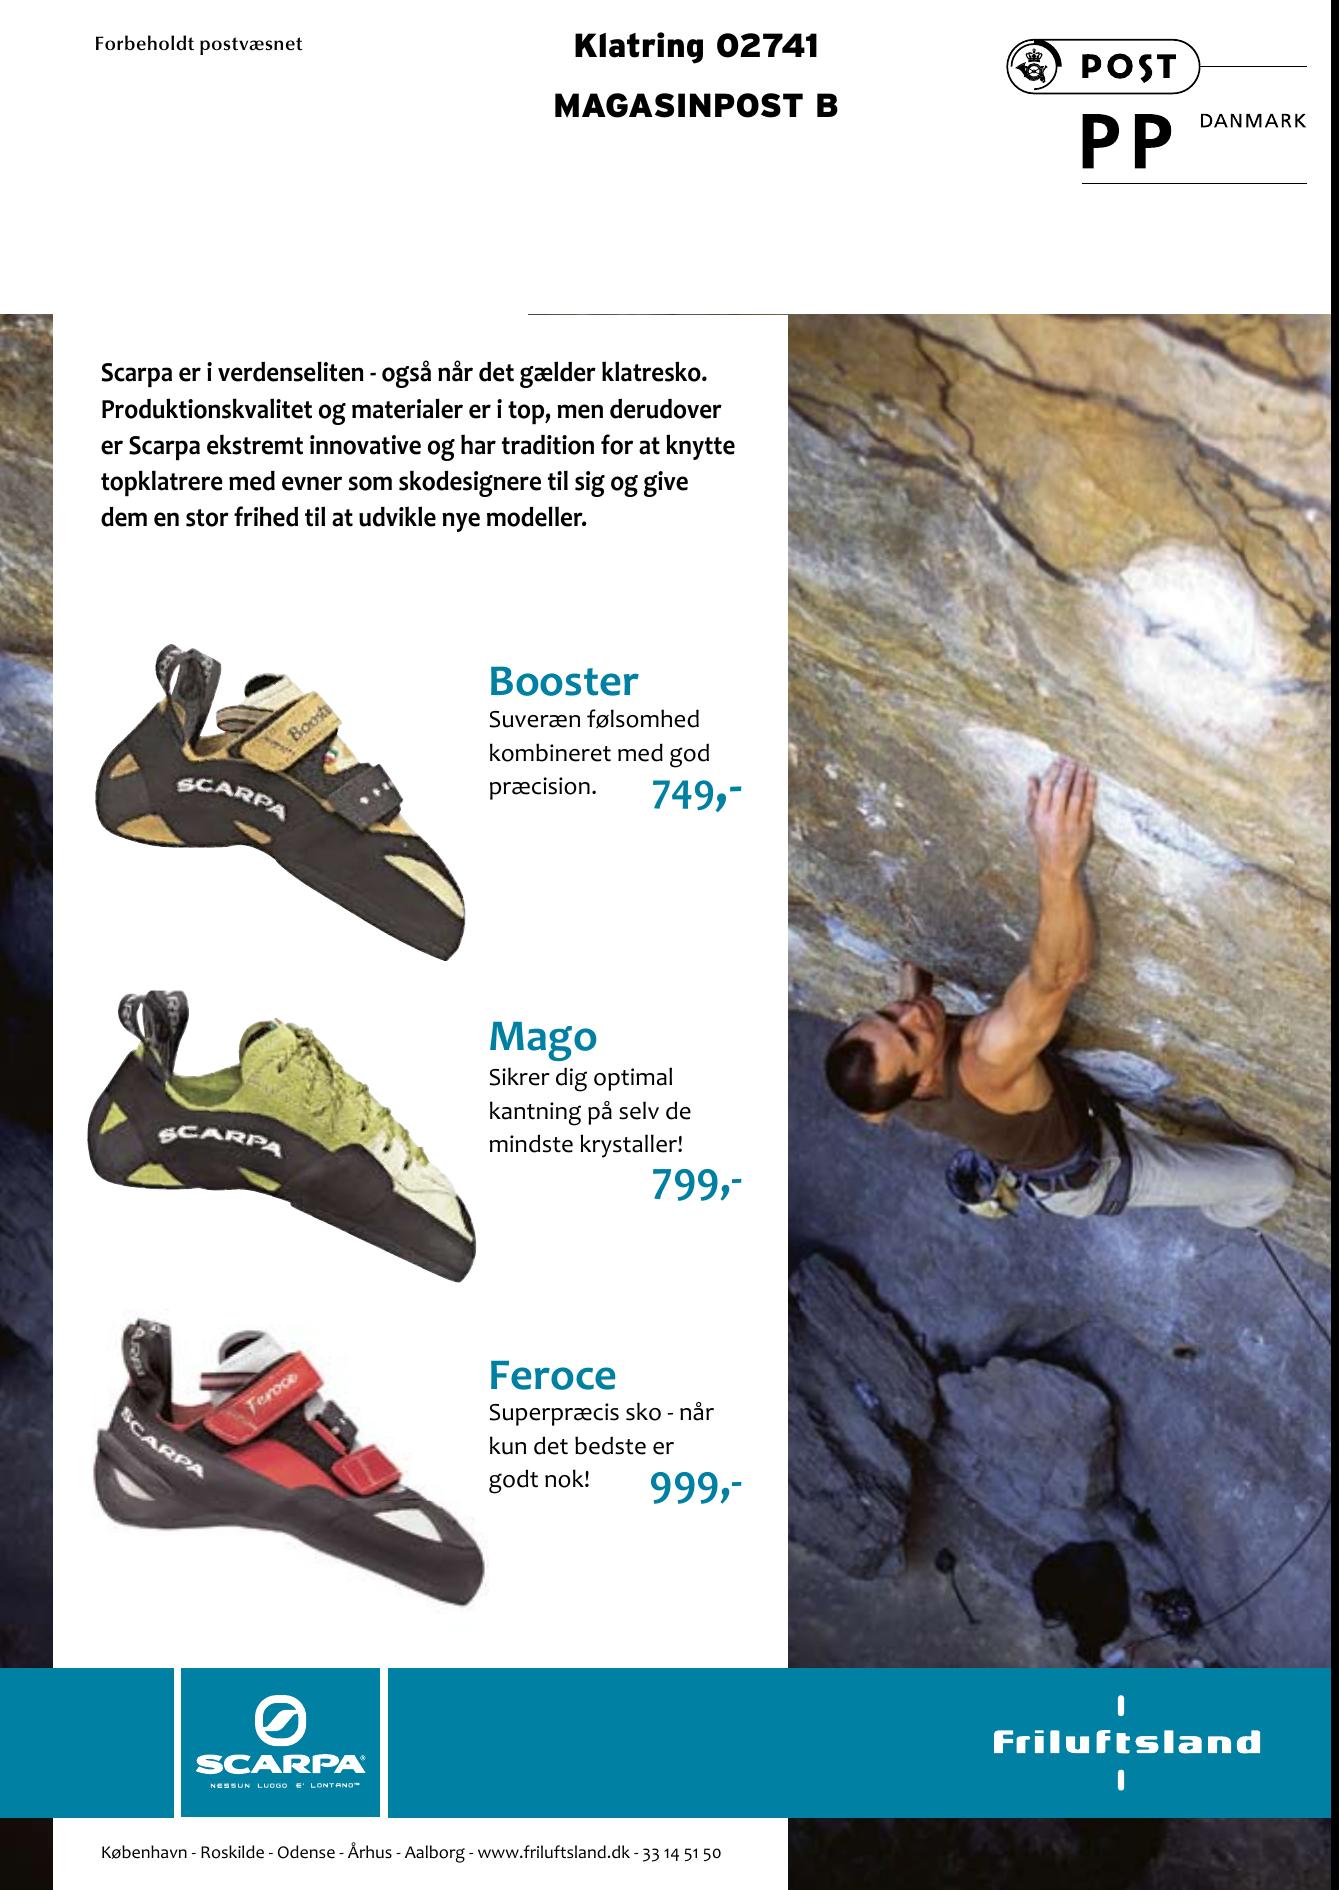 Forbeholdt postvæsnet
Klatring 02741
MAGASINPOST B
POST
PP DANMARK
Scarpa er i verdenseliten - også når det gælder klatresko.
Produktionskvalitet og materialer er i top, men derudover
er Scarpa ekstremt innovative og har tradition for at knytte
topklatrere med evner som skodesignere til sig og give
dem en stor frihed til at udvikle nye modeller.
Booster
Suveræn følsomhed
kombineret med god
præcision. 749,-
Booster
SCARPA
Mago
Sikrer dig optimal
kantning på selv de
mindste krystaller!
799,-
SCARPA
Feroce
Superpræcis sko - når
kun det bedste er
godt nok! 999,-
Feroce
SCARPA
SCARPA®
NESSUN LUOGO E' LONTANO™
Friluftsland
København - Roskilde - Odense - Århus - Aalborg - www.friluftsland.dk - 33 14 51 50